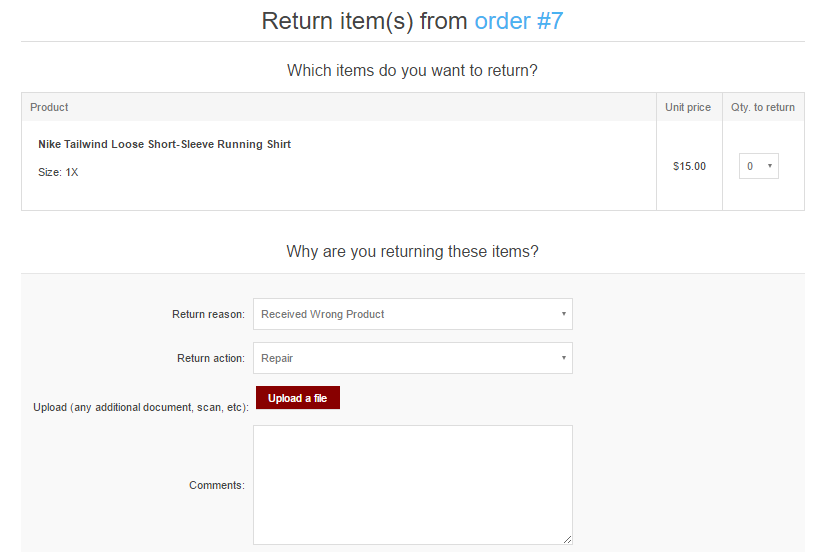 Return item(s) from order #7
Which items do you want to return?
Product Unit price Qty. to return
Nike Tailwind Loose Short-Sleeve Running Shirt
Size: 1X
$15.00 0
Why are you returning these items?
Return reason: Received Wrong Product
Return action: Repair
Upload (any additional document, scan, etc): Upload a file
Comments: